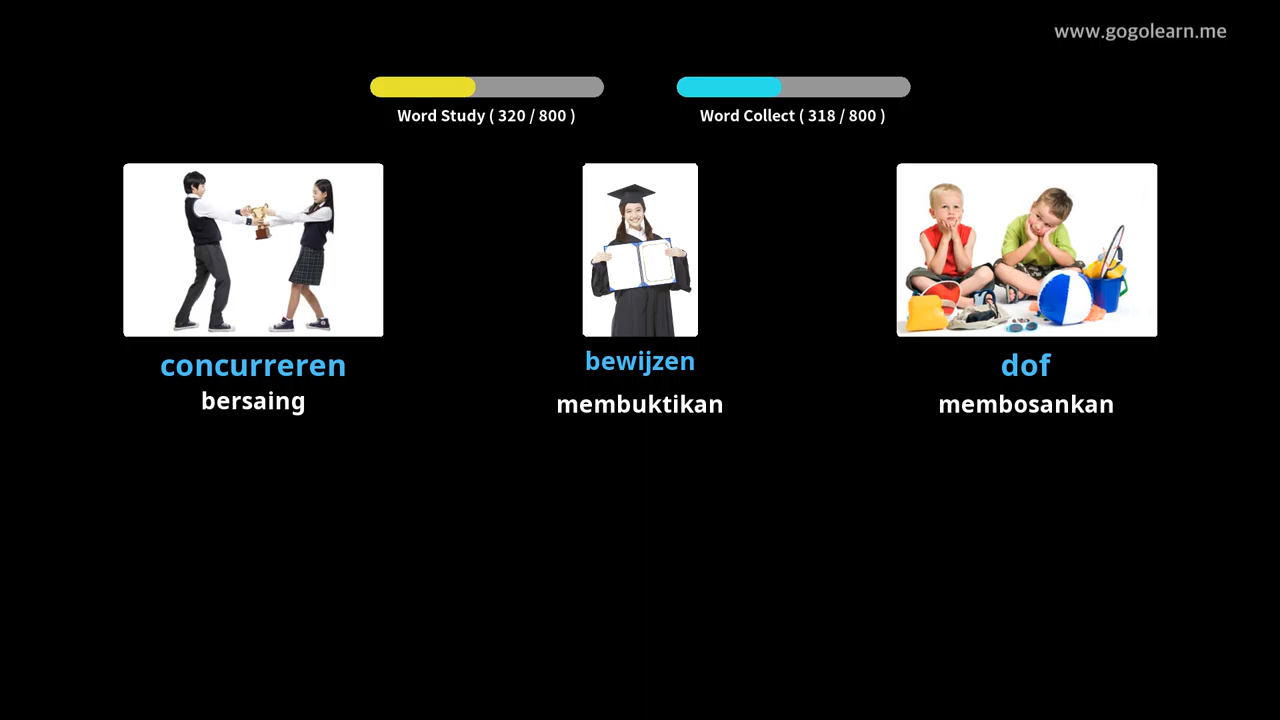 www.gogolearn.me
Word Study ( 320 / 800 )
Word Collect ( 318 / 800 )
concurreren
bersaing
bewijzen
membuktikan
dof
membosankan